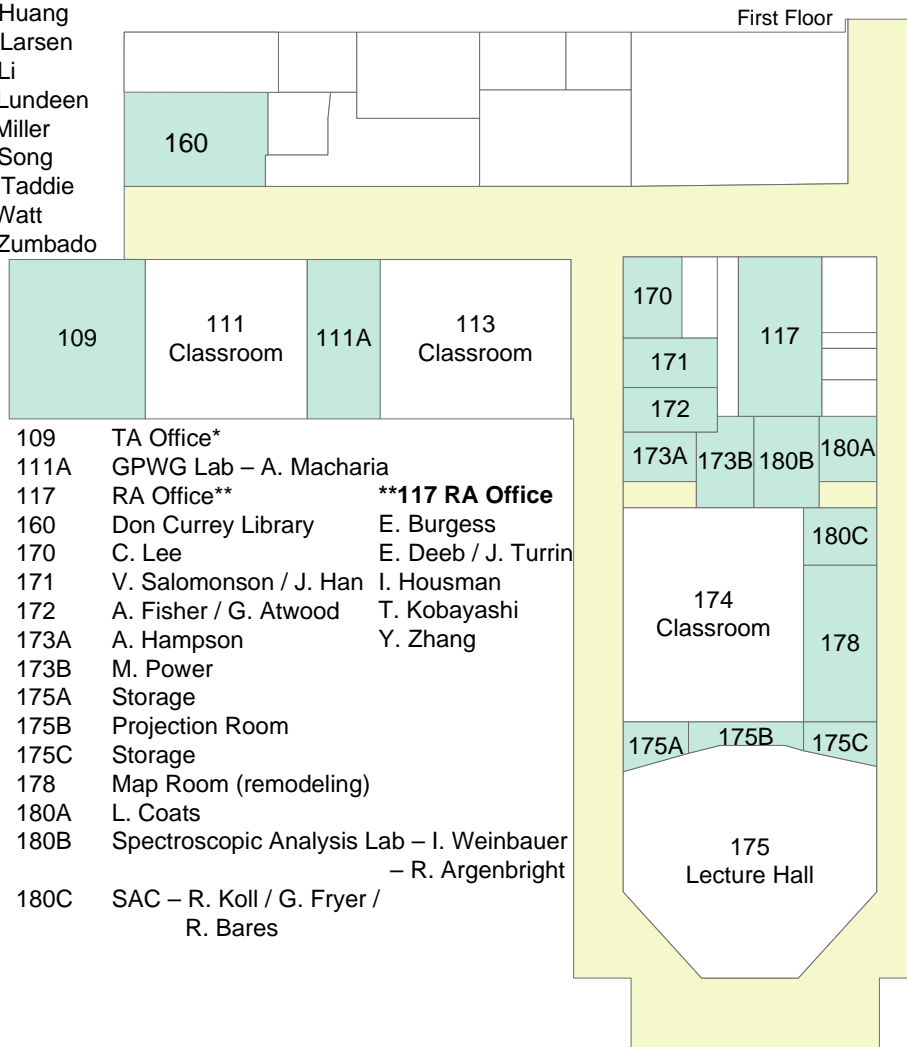 Huang
Larsen
Li
Lundeen
Miller
Song
Taddie
Watt
Zumbado
First Floor
160
109
111
Classroom
111A
113
Classroom
170
171
172
173A
173B
117
180B
180A
180C
174
Classroom
178
175A
175B
175C
175
Lecture Hall
109 TA Office*
111A GPWG Lab – A. Macharia
117 RA Office**
160 Don Currey Library
170 C. Lee
171 V. Salomonson / J. Han
172 A. Fisher / G. Atwood
173A A. Hampson
173B M. Power
175A Storage
175B Projection Room
175C Storage
178 Map Room (remodeling)
180A L. Coats
180B Spectroscopic Analysis Lab – I. Weinbauer
– R. Argenbright
180C SAC – R. Koll / G. Fryer /
R. Bares
**117 RA Office
E. Burgess
E. Deeb / J. Turrin
I. Housman
T. Kobayashi
Y. Zhang